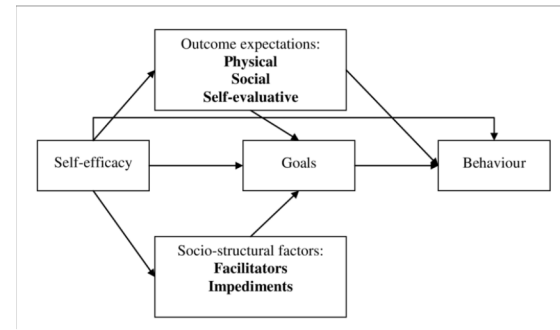 Outcome expectations:
Physical
Social
Self-evaluative
Self-efficacy
Goals
Behaviour
Socio-structural factors:
Facilitators
Impediments